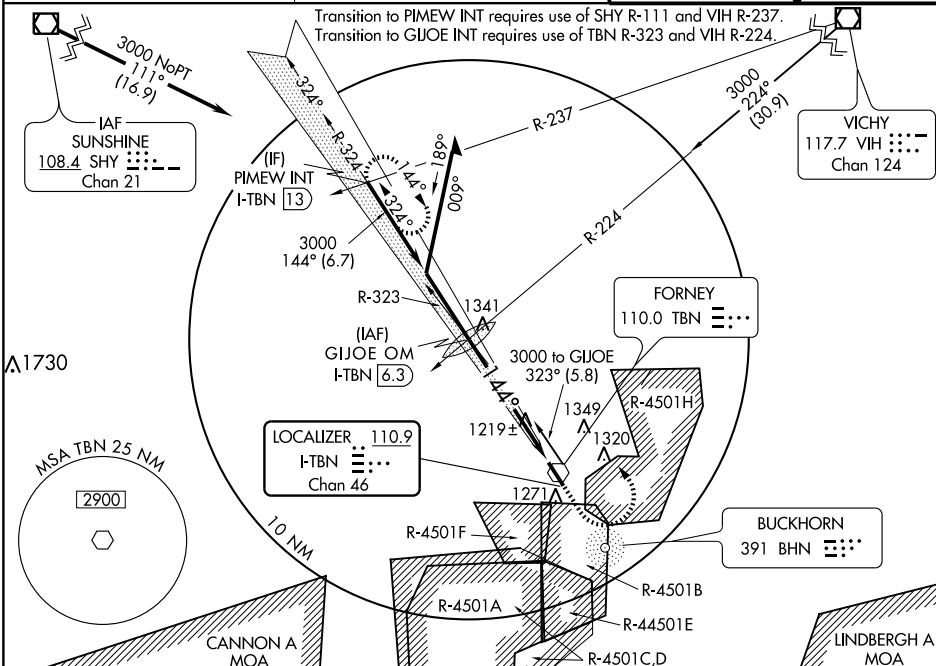 Transition to PIMEW INT requires use of SHY R-111 and VIH R-237.
Transition to GIJOE INT requires use of TBN R-323 and VIH R-224.
3000 NoPT
111°
(16.9)
IAF
SUNSHINE
108.4 SHY
Chan 21
3000
224°
(30.9)
VICHY
117.7 VIH
Chan 124
324°
R-324
R-237
(IF)
PIMEW INT
I-TBN 13
144°
324°
189°
009°
3000
144° (6.7)
R-224
R-323
1341
FORNEY
110.0 TBN
(IAF)
GIJOE OM
I-TBN 6.3
1730
3000 to GIJOE
323° (5.8)
144°
R-4501H
1349
1219±
1320
LOCALIZER 110.9
I-TBN
Chan 46
MSA TBN 25 NM
2900
1271
10 NM
R-4501F
BUCKHORN
391 BHN
R-4501B
R-4501A
R-44501E
R-4501C,D
CANNON A
MOA
LINDBERGH A
MOA